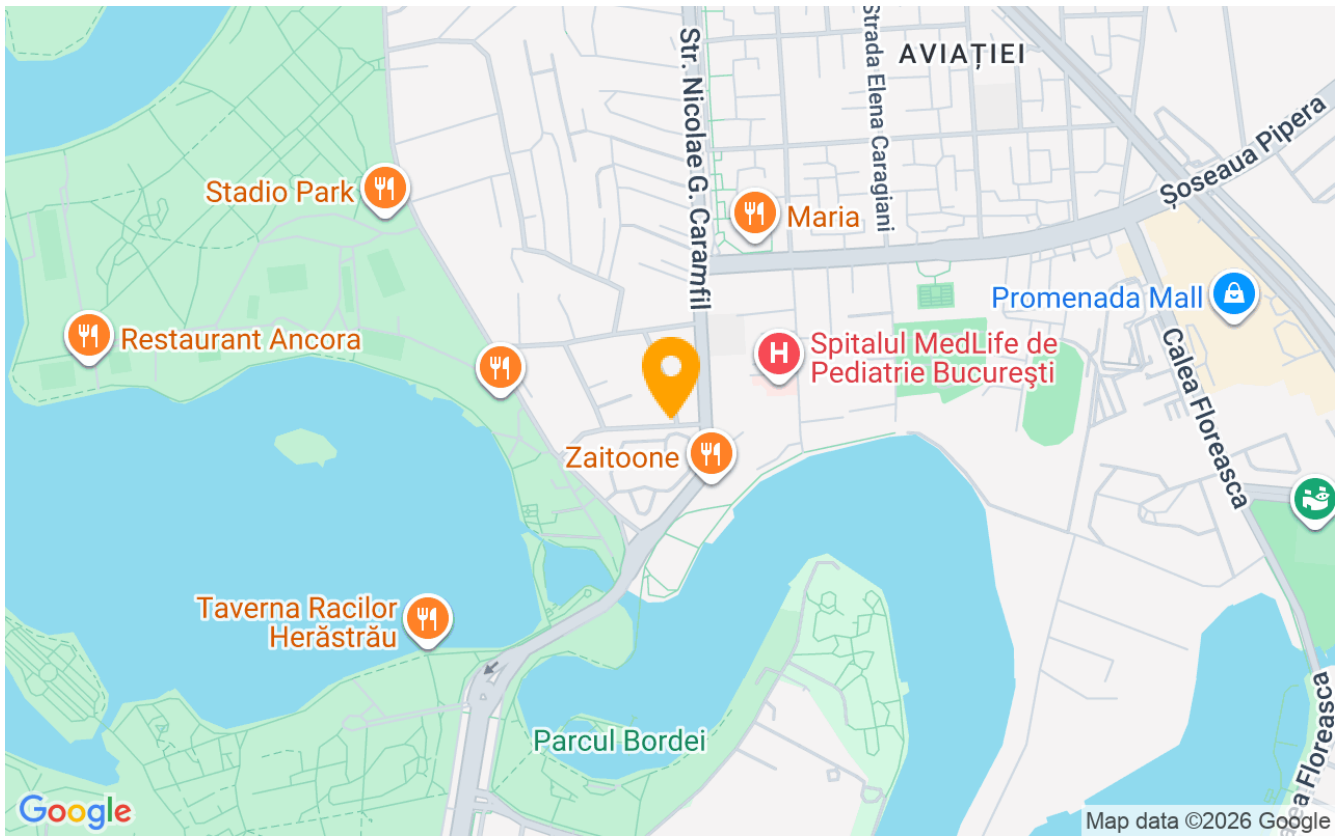 AVIAȚIEI
Str. Nicolae G. Caramfil
Strada Elena Caragiani
Șoseaua Pipera
Stadio Park
Maria
Promenada Mall
Restaurant Ancora
Spitalul MedLife de
Pediatrie București
Calea Floreasca
Zaitoone
Taverna Racilor
Herăstrău
Parcul Bordei
ea Floreasca
Google
Map data ©2026 Google